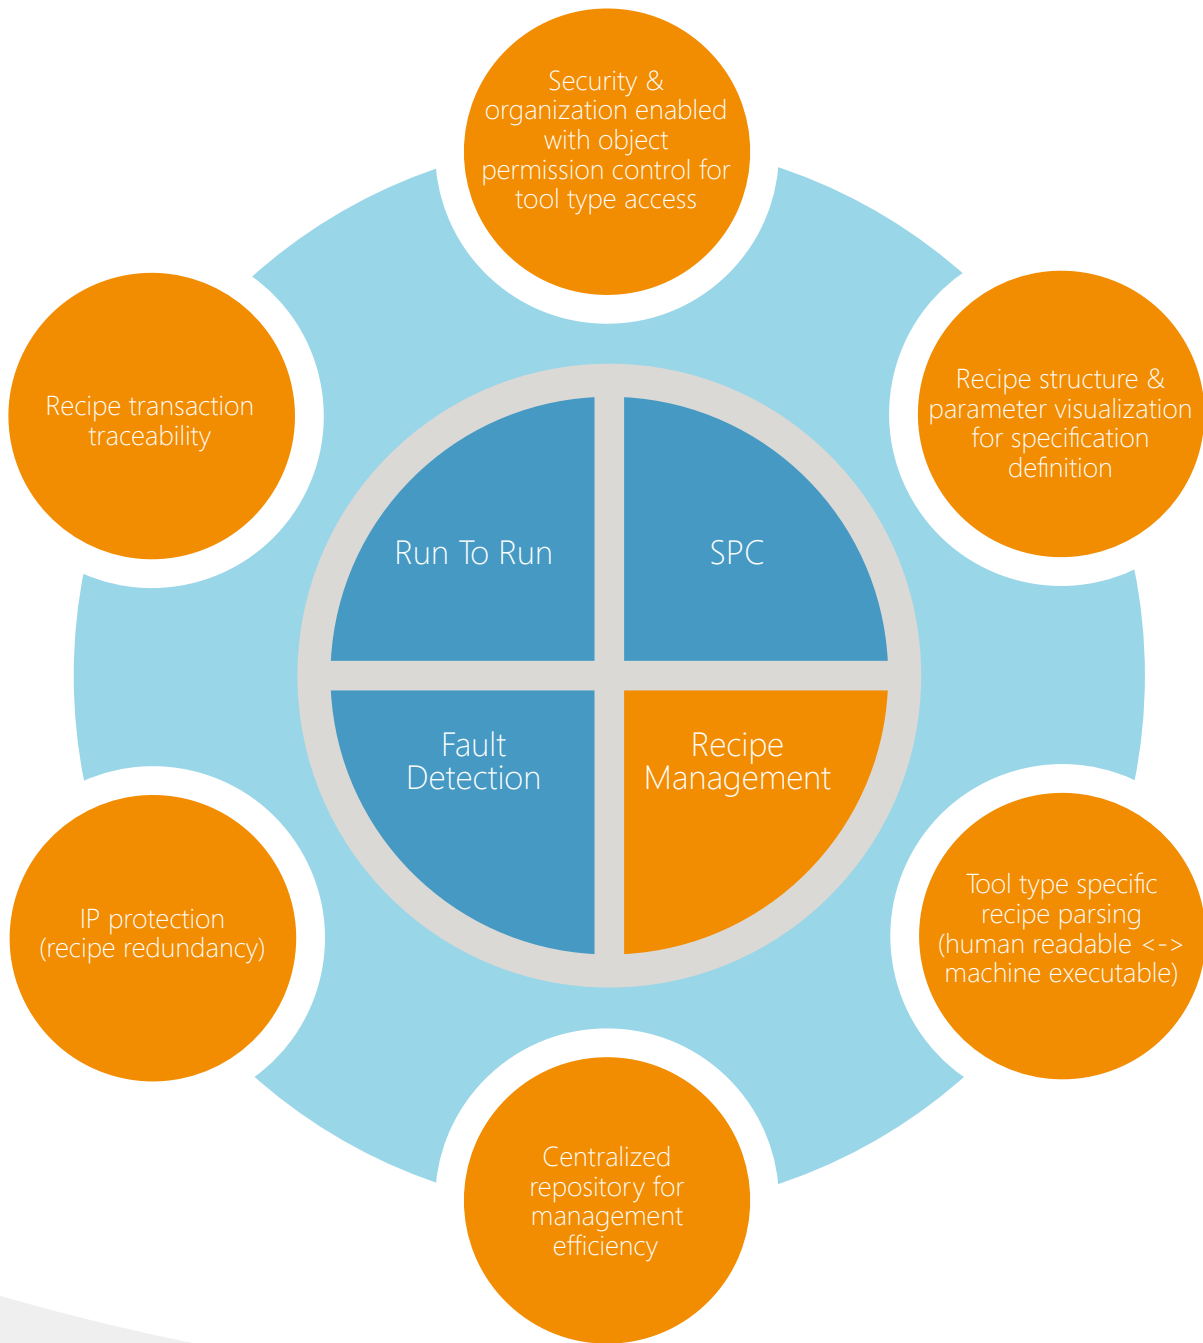 Security &
organization enabled
with object
permission control for
tool type access
Recipe structure &
parameter visualization
for specification
definition
Recipe transaction
traceability
Run To Run
SPC
Fault
Detection
Recipe
Management
Tool type specific
recipe parsing
(human readable <->
machine executable)
IP protection
(recipe redundancy)
Centralized
repository for
management
efficiency